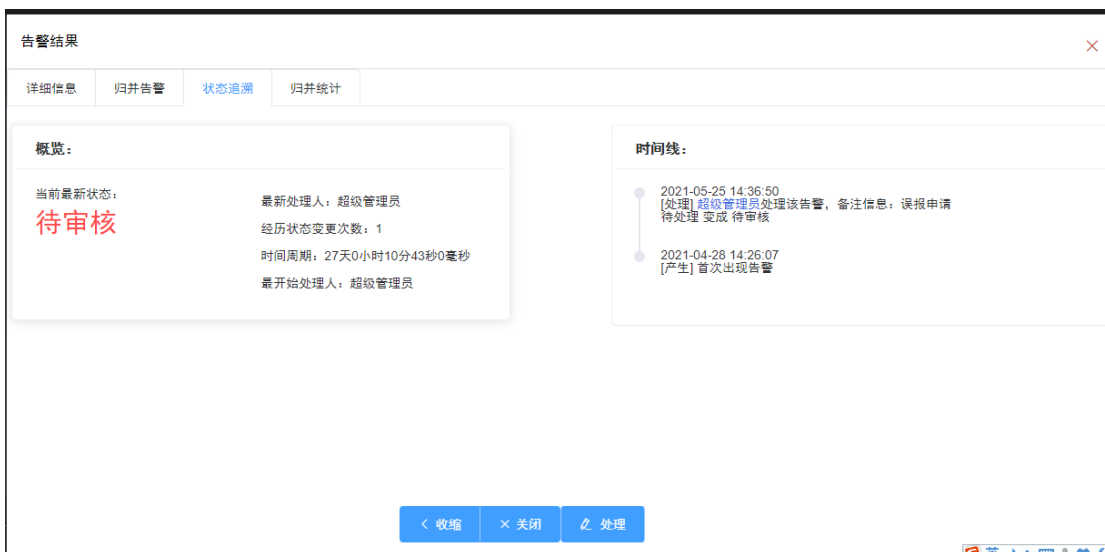 告警结果
详细信息
归并告警
状态追溯
归并统计
概览：
当前最新状态：
待审核
最新处理人：超级管理员
经历状态变更次数：1
时间周期：27天0小时10分43秒0毫秒
最开始处理人：超级管理员
时间线：
2021-05-25 14:36:50
[处理] 超级管理员处理该告警，备注信息：误报申请
待处理 变成 待审核
2021-04-28 14:26:07
[产生] 首次出现告警
收缩
关闭
处理